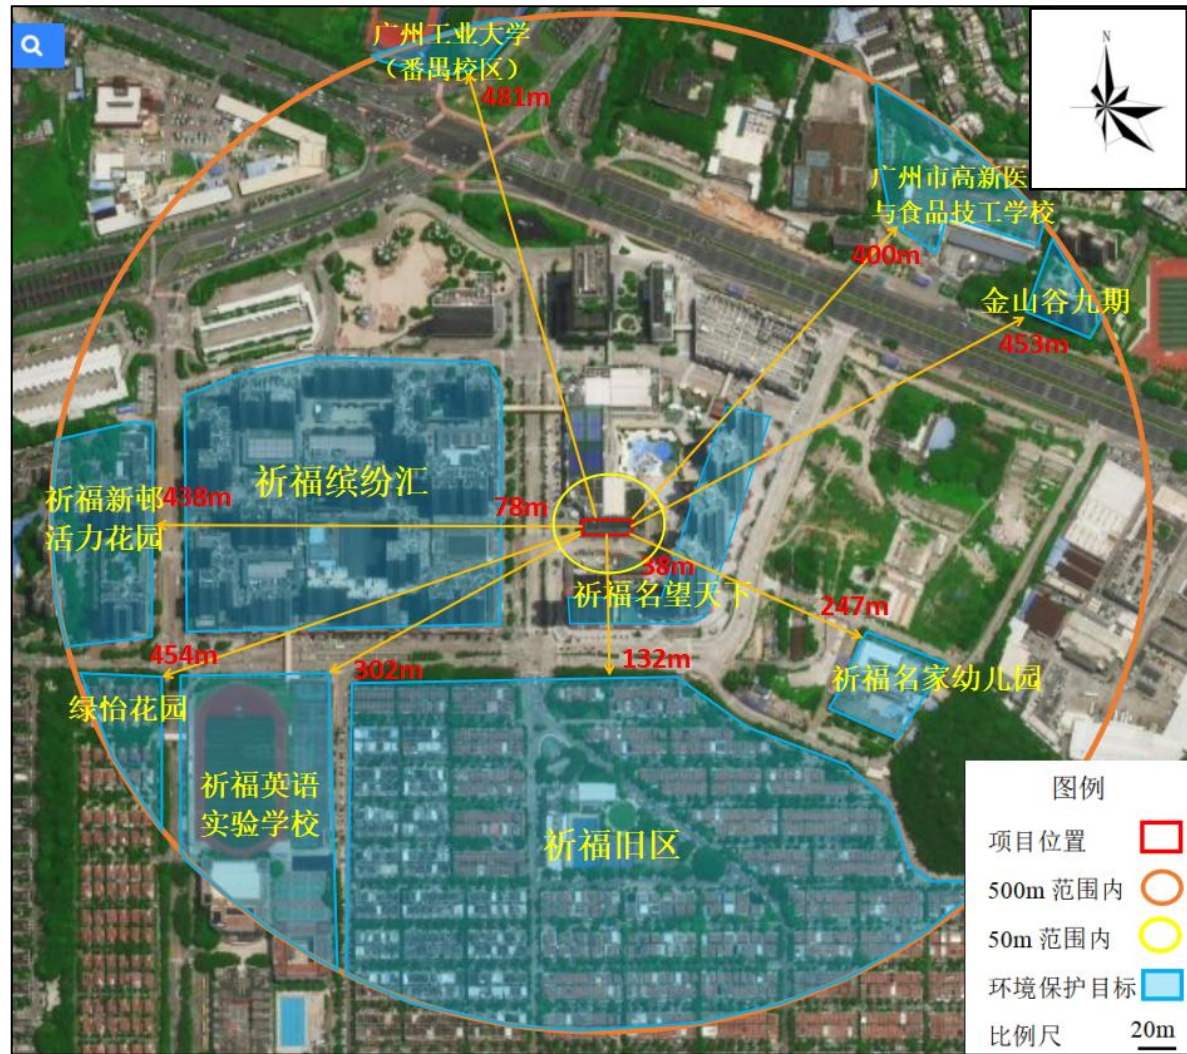 广州工业大学
（番禺校区）
481m
N
广州市高新医
与食品技工学校
400m
金山谷九期
453m
祈福缤纷汇
祈福新邨
活力花园
438m
78m
38m
祈福名望天下
247m
祈福名家幼儿园
454m
302m
132m
绿怡花园
祈福英语
实验学校
祈福旧区
图例
项目位置
500m 范围内
50m 范围内
环境保护目标
比例尺
20m